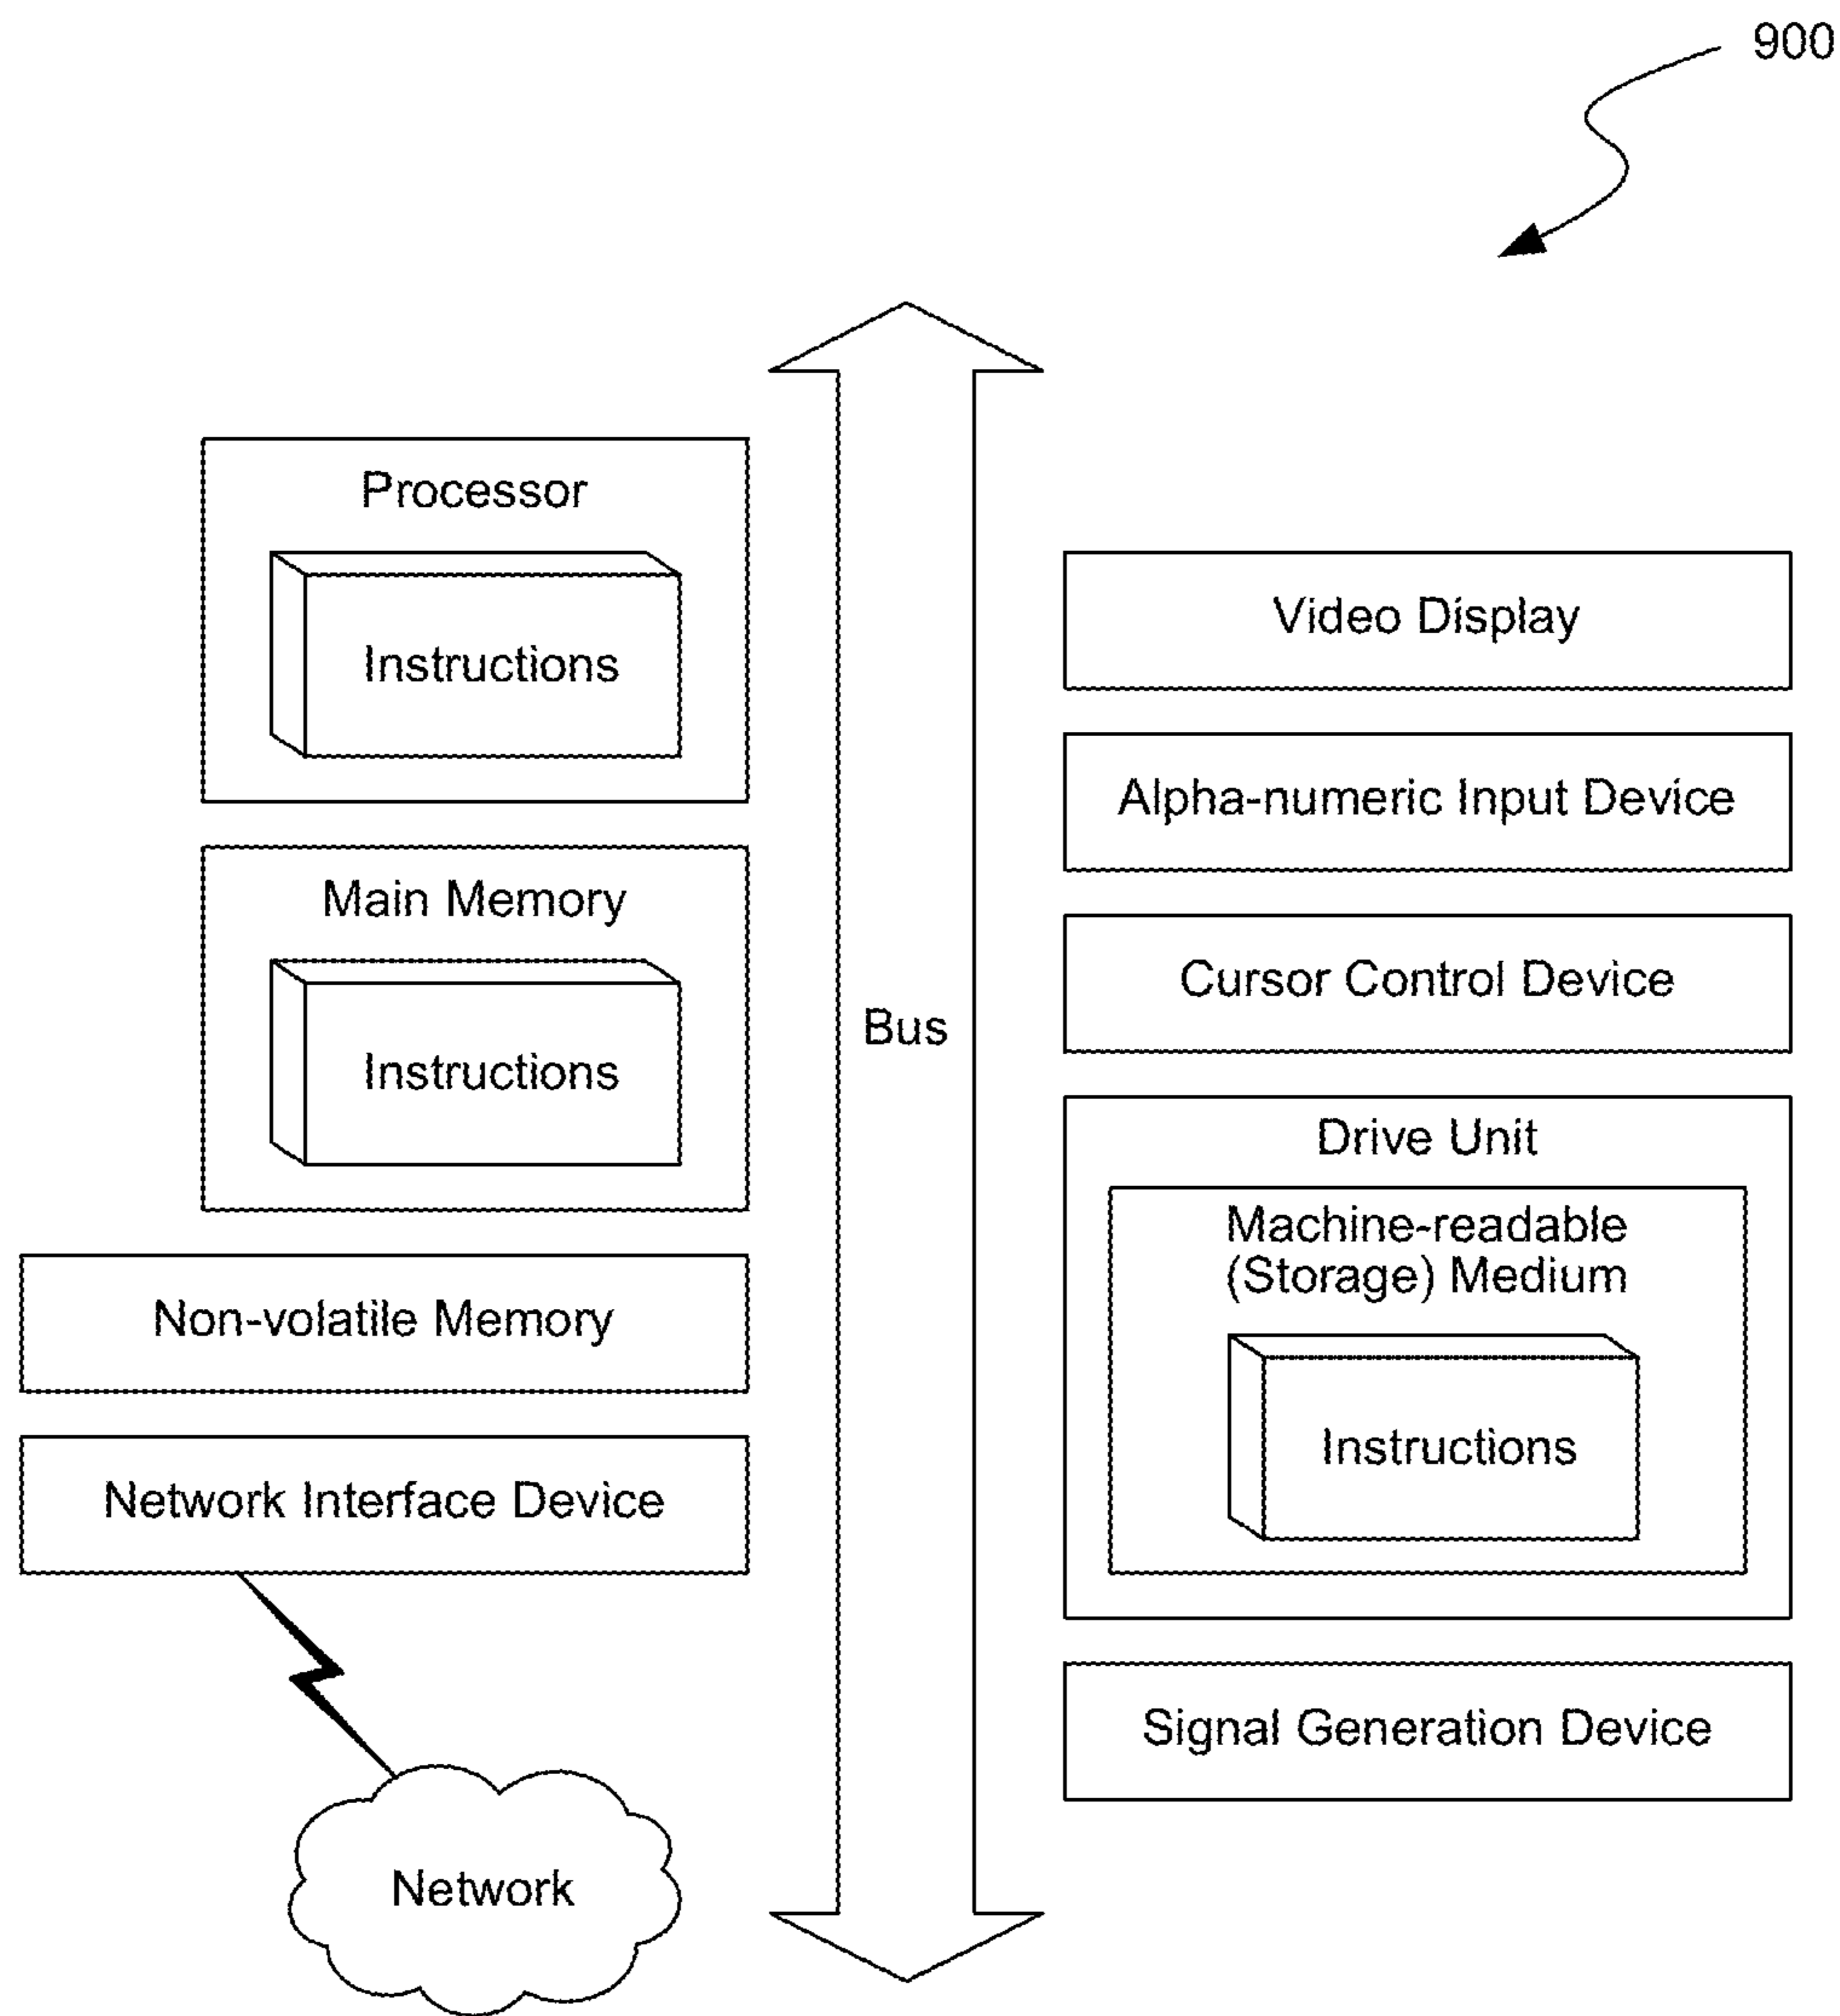 900
Processor
Instructions
Main Memory
Instructions
Non-volatile Memory
Network Interface Device
Network
Bus
Video Display
Alpha-numeric Input Device
Cursor Control Device
Drive Unit
Machine-readable
(Storage) Medium
Instructions
Signal Generation Device